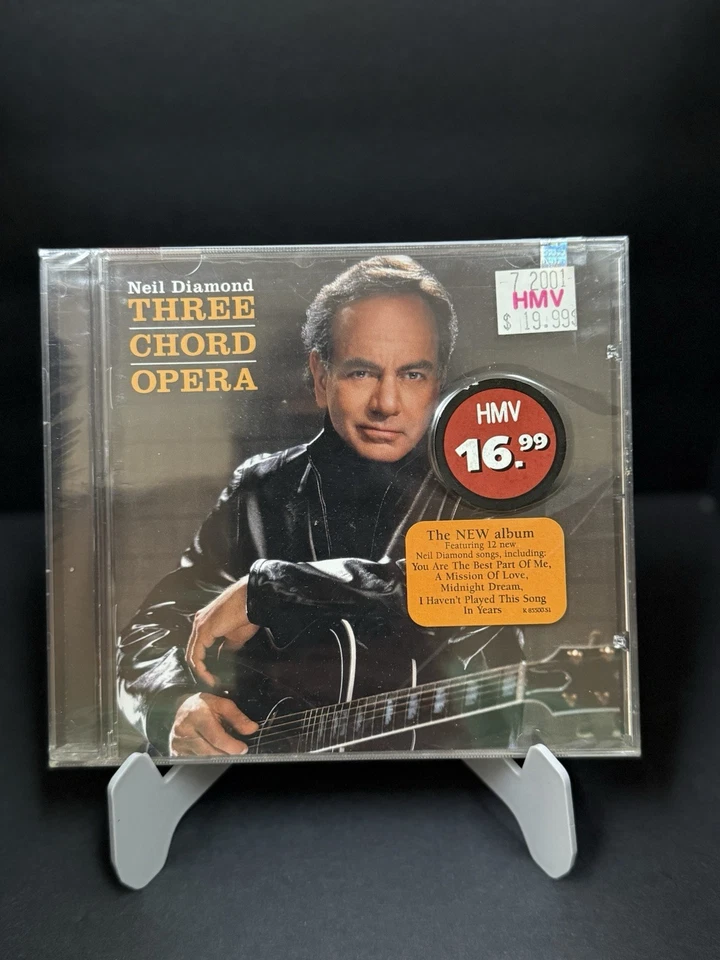 Neil Diamond
THREE
CHORD
OPERA
7 2001
HMV
$ 19.99
HMV
16.99
The NEW album
Featuring 12 new
Neil Diamond songs, including:
You Are The Best Part Of Me,
A Mission Of Love,
Midnight Dream,
I Haven't Played This Song
In Years